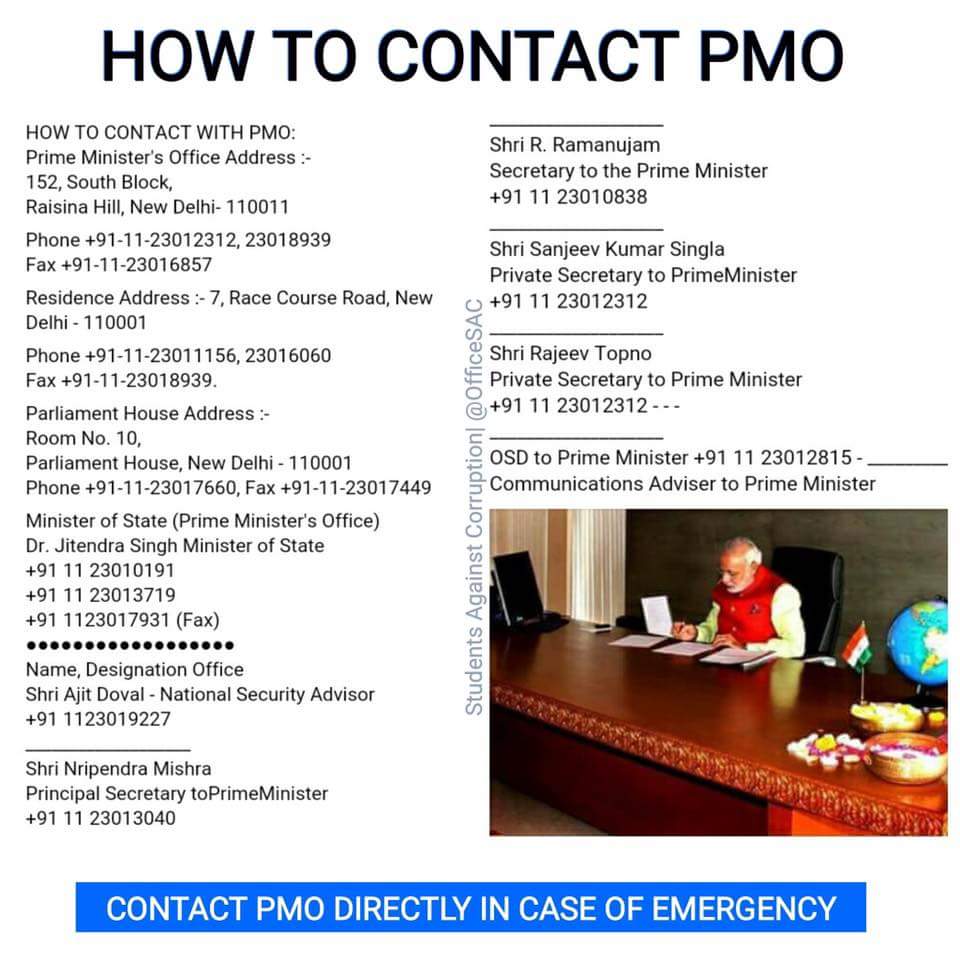 HOW TO CONTACT PMO
HOW TO CONTACT WITH PMO:
Prime Minister's Office Address :-
152, South Block,
Raisina Hill, New Delhi- 110011
Phone +91-11-23012312, 23018939
Fax +91-11-23016857
Residence Address :- 7, Race Course Road, New
Delhi - 110001
Phone +91-11-23011156, 23016060
Fax +91-11-23018939.
Parliament House Address :-
Room No. 10,
Parliament House, New Delhi - 110001
Phone +91-11-23017660, Fax +91-11-23017449
Minister of State (Prime Minister's Office)
Dr. Jitendra Singh Minister of State
+91 11 23010191
+91 11 23013719
+91 1123017931 (Fax)
●●●●●●●●●●●●●●●●●●
Name, Designation Office
Shri Ajit Doval - National Security Advisor
+91 1123019227
___________________
Shri Nripendra Mishra
Principal Secretary toPrimeMinister
+91 11 23013040
Students Against Corruption| @OfficeSAC
____________________
Shri R. Ramanujam
Secretary to the Prime Minister
+91 11 23010838
____________________
Shri Sanjeev Kumar Singla
Private Secretary to PrimeMinister
+91 11 23012312
____________________
Shri Rajeev Topno
Private Secretary to Prime Minister
+91 11 23012312 - - -
____________________
OSD to Prime Minister +91 11 23012815 - _________
Communications Adviser to Prime Minister
CONTACT PMO DIRECTLY IN CASE OF EMERGENCY